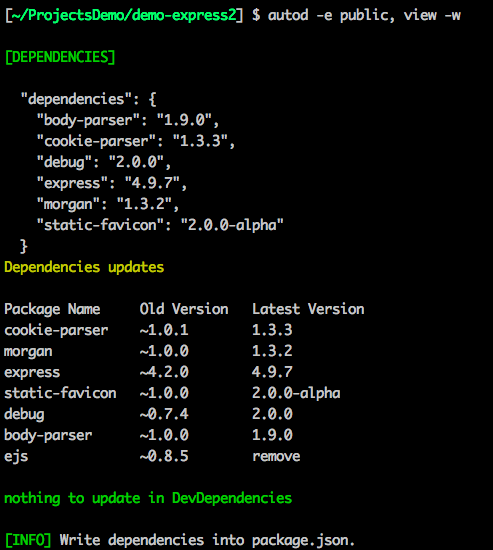 [~/ProjectsDemo/demo-express2] $ autod -e public, view -w
[DEPENDENCIES]
"dependencies": {
"body-parser": "1.9.0",
"cookie-parser": "1.3.3",
"debug": "2.0.0",
"express": "4.9.7",
"morgan": "1.3.2",
"static-favicon": "2.0.0-alpha"
}
Dependencies updates
Package Name Old Version Latest Version
cookie-parser ~1.0.1 1.3.3
morgan ~1.0.0 1.3.2
express ~4.2.0 4.9.7
static-favicon ~1.0.0 2.0.0-alpha
debug ~0.7.4 2.0.0
body-parser ~1.0.0 1.9.0
ejs ~0.8.5 remove
nothing to update in DevDependencies
[INFO] Write dependencies into package.json.